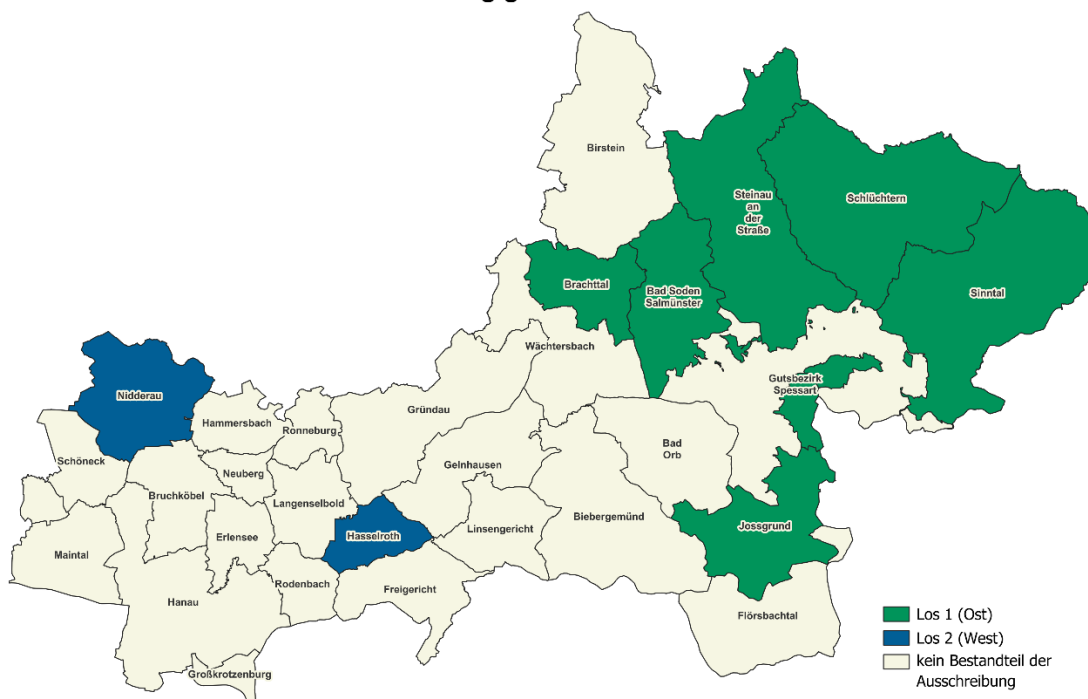 Birstein
Steinau
an
der
Straße
Schlüchtern
Brachttal
Bad Soden
Salmünster
Sinntal
Wächtersbach
Nidderau
Gutsbezirk
Spessart
Hammersbach
Gründau
Ronneburg
Schöneck
Bad
Orb
Neuberg
Gelnhausen
Bruchköbel
Langenselbold
Biebergemünd
Linsengericht
Jossgrund
Hasselroth
Erlensee
Maintal
Rodenbach
Freigericht
Hanau
Flörsbachtal
Großkrotzenburg
Los 1 (Ost)
Los 2 (West)
kein Bestandteil der
Ausschreibung